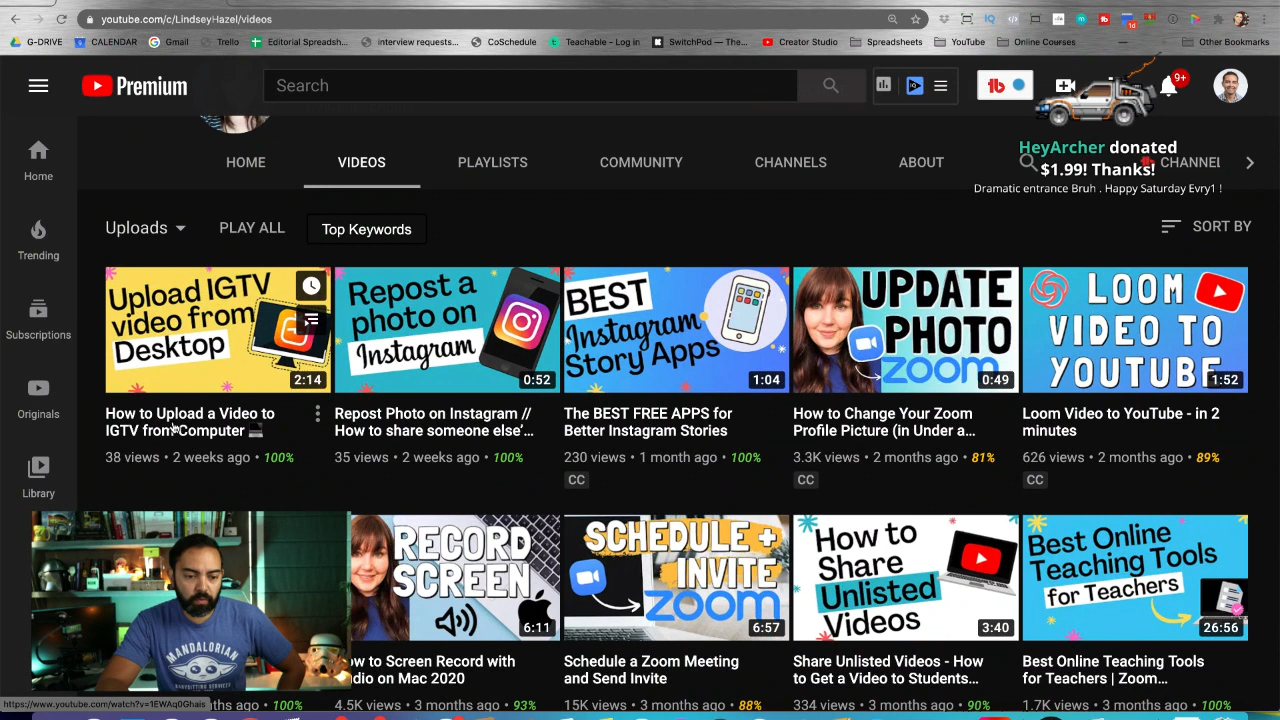 youtube.com/c/LindseyHazel/videos
G-DRIVE
CALENDAR
Gmail
Trello
Editorial Spreadsh...
interview requests...
CoSchedule
Teachable - Log in
SwitchPod — The...
Creator Studio
Spreadsheets
YouTube
Online Courses
Other Bookmarks
Premium
Search
tb
9+
HeyArcher donated
$1.99! Thanks!
Dramatic entrance Bruh . Happy Saturday Evry1 !
HOME
VIDEOS
PLAYLISTS
COMMUNITY
CHANNELS
ABOUT
CHANNEL
Home
Trending
Subscriptions
Originals
Library
Uploads
PLAY ALL
Top Keywords
SORT BY
Upload IGTV
video from
Desktop
2:14
How to Upload a Video to
IGTV from Computer
38 views • 2 weeks ago • 100%
Repost a
photo on
Instagram
0:52
Repost Photo on Instagram //
How to share someone else'...
35 views • 2 weeks ago • 100%
BEST
Instagram
Story Apps
1:04
The BEST FREE APPS for
Better Instagram Stories
230 views • 1 month ago • 100%
CC
UPDATE
PHOTO
zoom
0:49
How to Change Your Zoom
Profile Picture (in Under a...
3.3K views • 2 months ago • 81%
CC
LOOM
VIDEO TO
YOUTUBE
1:52
Loom Video to YouTube - in 2
minutes
626 views • 2 months ago • 89%
CC
MANDALORIAN
RECORD
SCREEN
6:11
to Screen Record with
on Mac 2020
4.5K views • 3 months ago • 93%
SCHEDULE +
INVITE
zoom
6:57
Schedule a Zoom Meeting
and Send Invite
15K views • 3 months ago • 88%
How to
Share
Unlisted
Videos
3:40
Share Unlisted Videos - How
to Get a Video to Students...
334 views • 3 months ago • 90%
Best Online
Teaching Tools
for Teachers
26:56
Best Online Teaching Tools
for Teachers | Zoom...
1.7K views • 3 months ago • 100%
https://www.youtube.com/watch?v=1EWAq0Ghais
ago • 100%